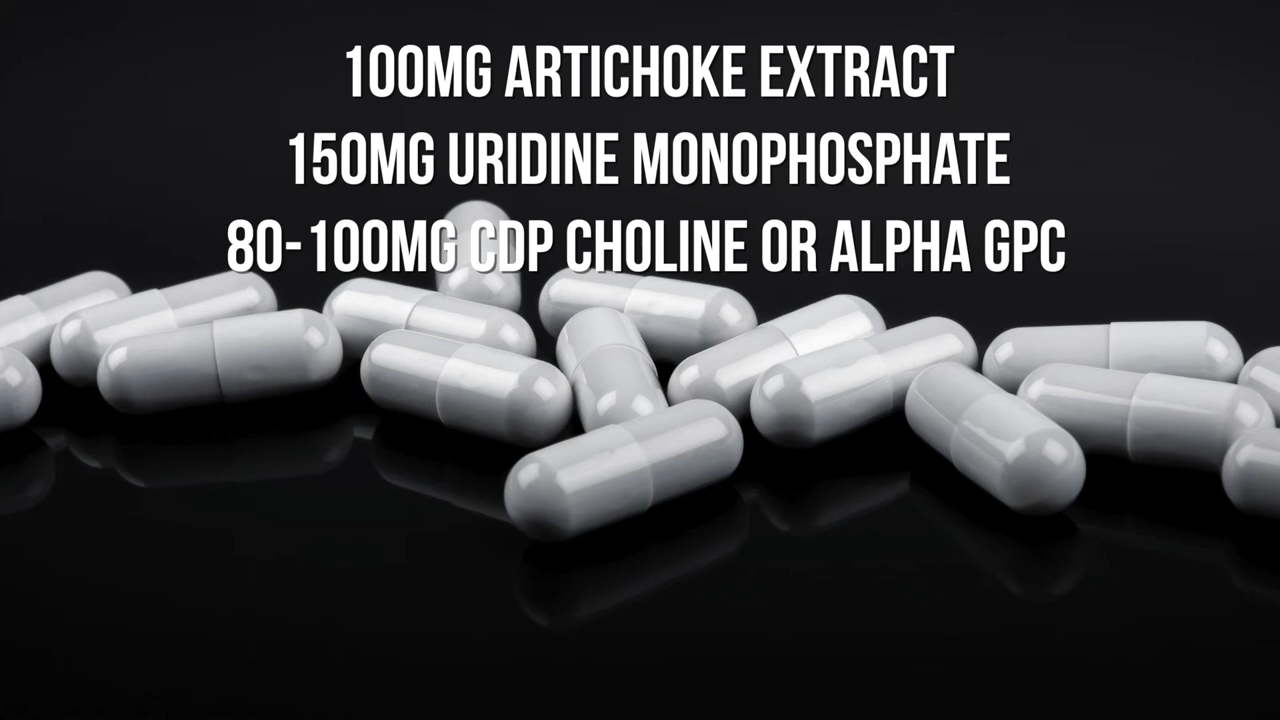 100MG ARTICHOKE EXTRACT
150MG URIDINE MONOPHOSPHATE
80-100MG CDP CHOLINE OR ALPHA GPC